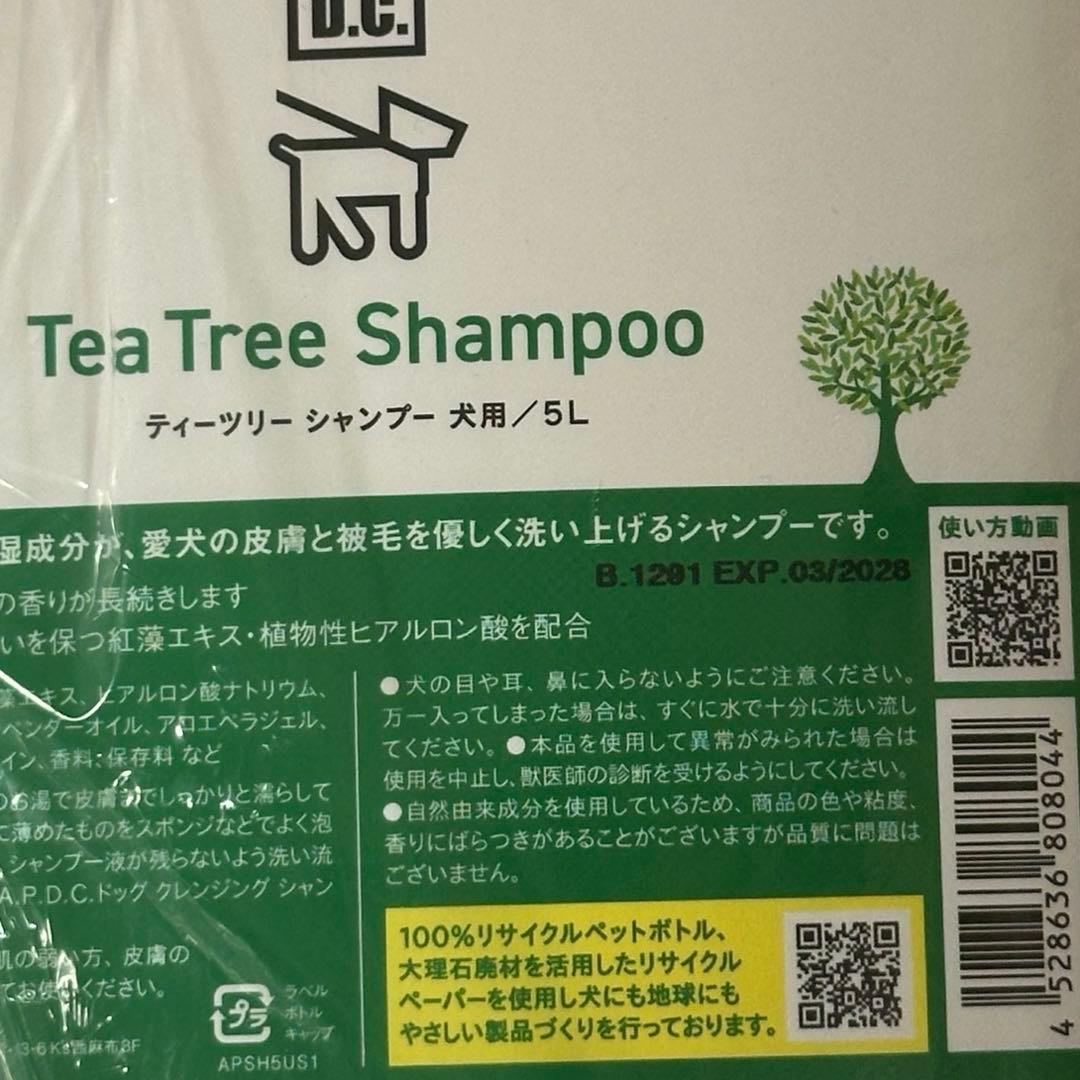 D.C.
Tea Tree Shampoo
ティーツリー シャンプー 犬用／5L
湿成分が、愛犬の皮膚と被毛を優しく洗い上げるシャンプーです。
B.1291 EXP.03/2028
の香りが長続きします
いを保つ紅藻エキス・植物性ヒアルロン酸を配合
藻エキス、ヒアルロン酸ナトリウム、
ベンダーオイル、アロエベラジェル、
イン、香料、保存料 など
のお湯で皮膚までしっかりと濡らして
に薄めたものをスポンジなどでよく泡
シャンプー液が残らないよう洗い流
A.P.D.C.ドッグ クレンジング シャン
肌の弱い方、皮膚の
てお使いください。
13-6 Ks西麻布3F
プラ
ラベル
ボトル
キャップ
APSH5US1
●犬の目や耳、鼻に入らないようにご注意ください。
万一入ってしまった場合は、すぐに水で十分に洗い流し
てください。●本品を使用して異常がみられた場合は
使用を中止し、獣医師の診断を受けるようにしてください。
●自然由来成分を使用しているため、商品の色や粘度、
香りにばらつきがあることがございますが品質に問題は
ございません。
100%リサイクルペットボトル、
大理石廃材を活用したリサイクル
ペーパーを使用し犬にも地球にも
やさしい製品づくりを行っております。
使い方動画
4 528636 808044